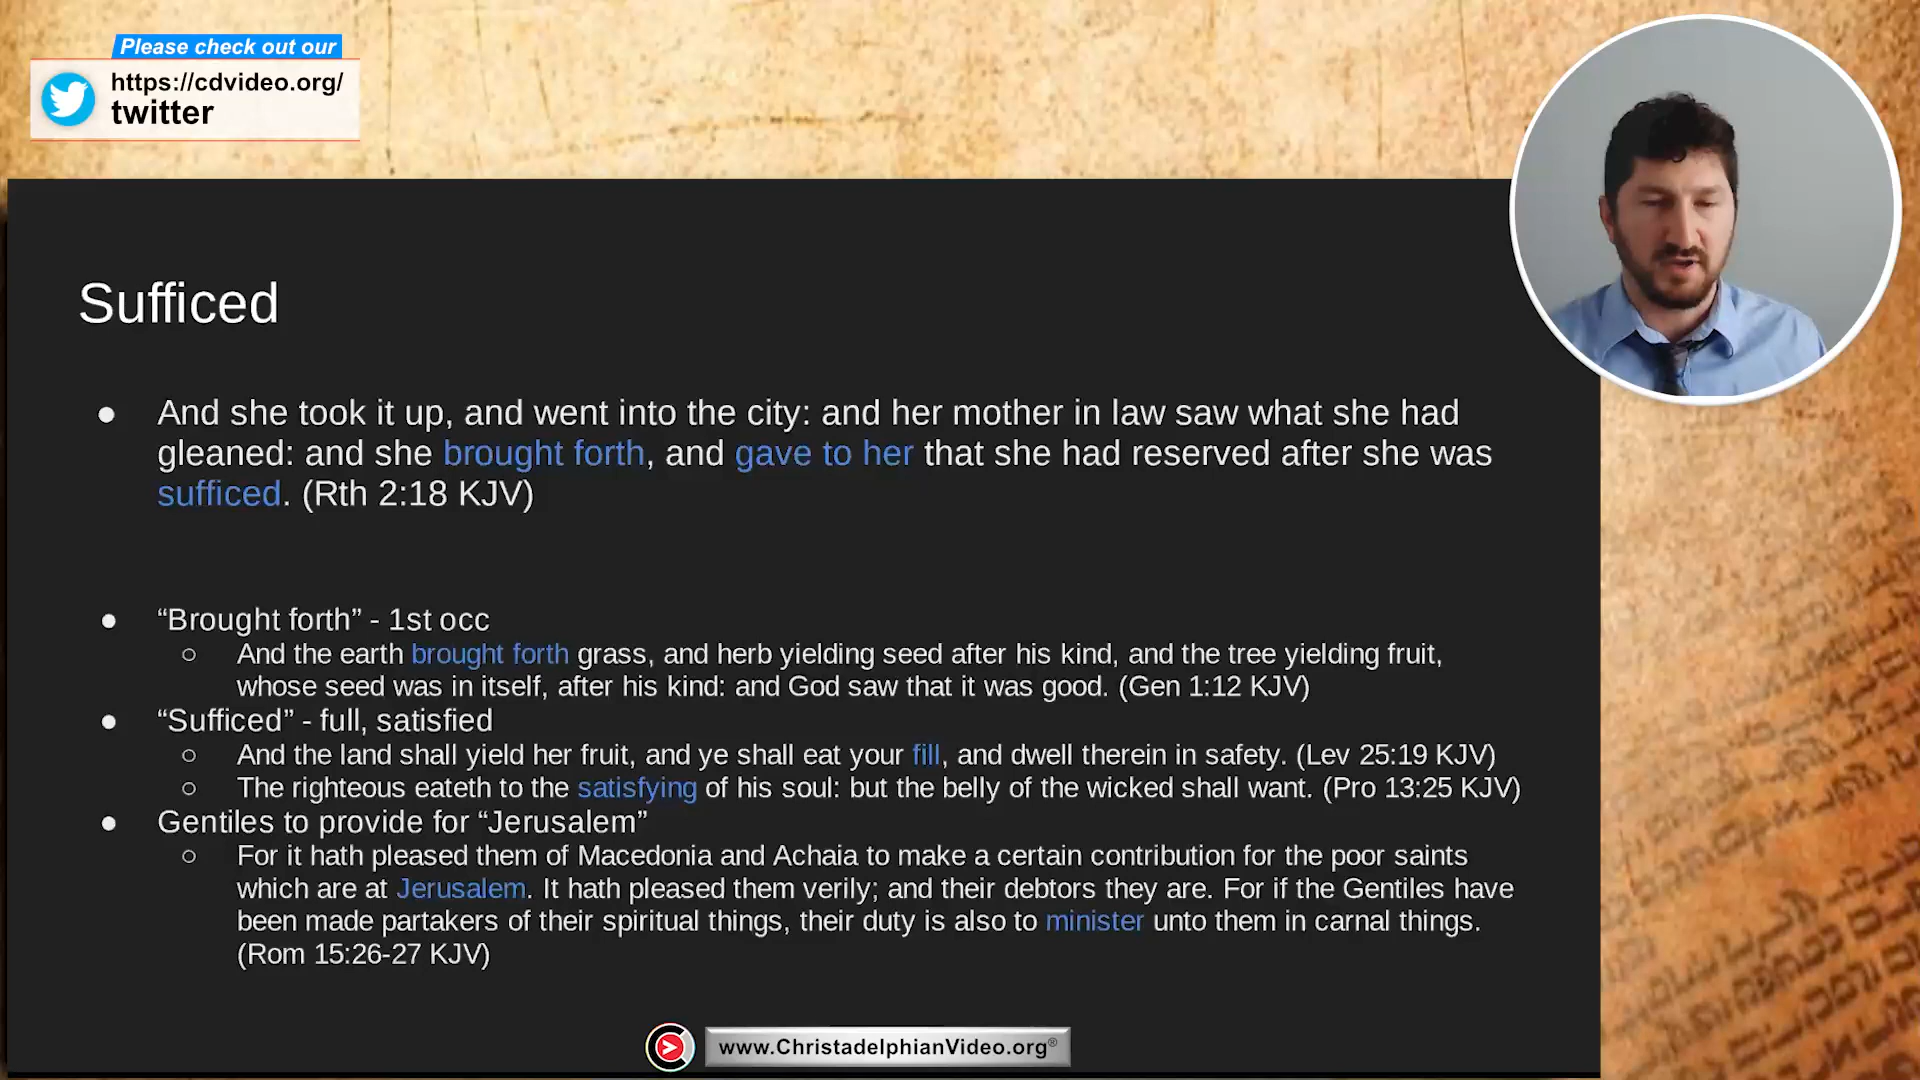 Please check out our
https://cdvideo.org/
twitter
Sufficed
● And she took it up, and went into the city: and her mother in law saw what she had
gleaned: and she brought forth, and gave to her that she had reserved after she was
sufficed. (Rth 2:18 KJV)
● “Brought forth” - 1st occ
○ And the earth brought forth grass, and herb yielding seed after his kind, and the tree yielding fruit,
whose seed was in itself, after his kind: and God saw that it was good. (Gen 1:12 KJV)
● “Sufficed” - full, satisfied
○ And the land shall yield her fruit, and ye shall eat your fill, and dwell therein in safety. (Lev 25:19 KJV)
○ The righteous eateth to the satisfying of his soul: but the belly of the wicked shall want. (Pro 13:25 KJV)
● Gentiles to provide for “Jerusalem”
○ For it hath pleased them of Macedonia and Achaia to make a certain contribution for the poor saints
which are at Jerusalem. It hath pleased them verily; and their debtors they are. For if the Gentiles have
been made partakers of their spiritual things, their duty is also to minister unto them in carnal things.
(Rom 15:26-27 KJV)
www.ChristadelphianVideo.org®